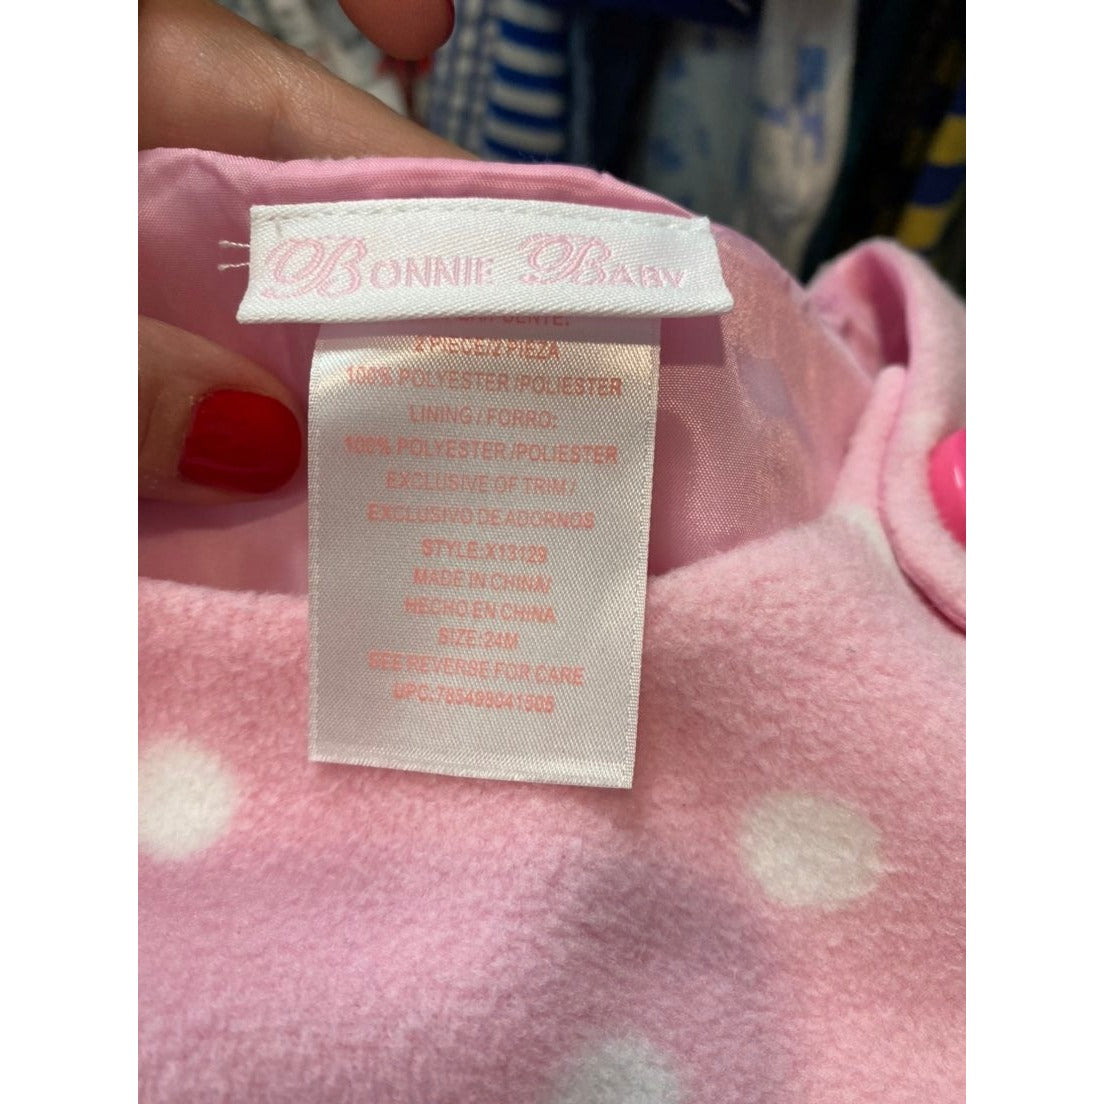 BONNIE BABY
2 PIECE/2 PIEZA
100% POLYESTER /POLIESTER
LINING / FORRO:
100% POLYESTER /POLIESTER
EXCLUSIVE OF TRIM /
EXCLUSIVO DE ADORNOS
STYLE:X13129
MADE IN CHINA/
HECHO EN CHINA
SIZE:24M
SEE REVERSE FOR CARE
UPC: